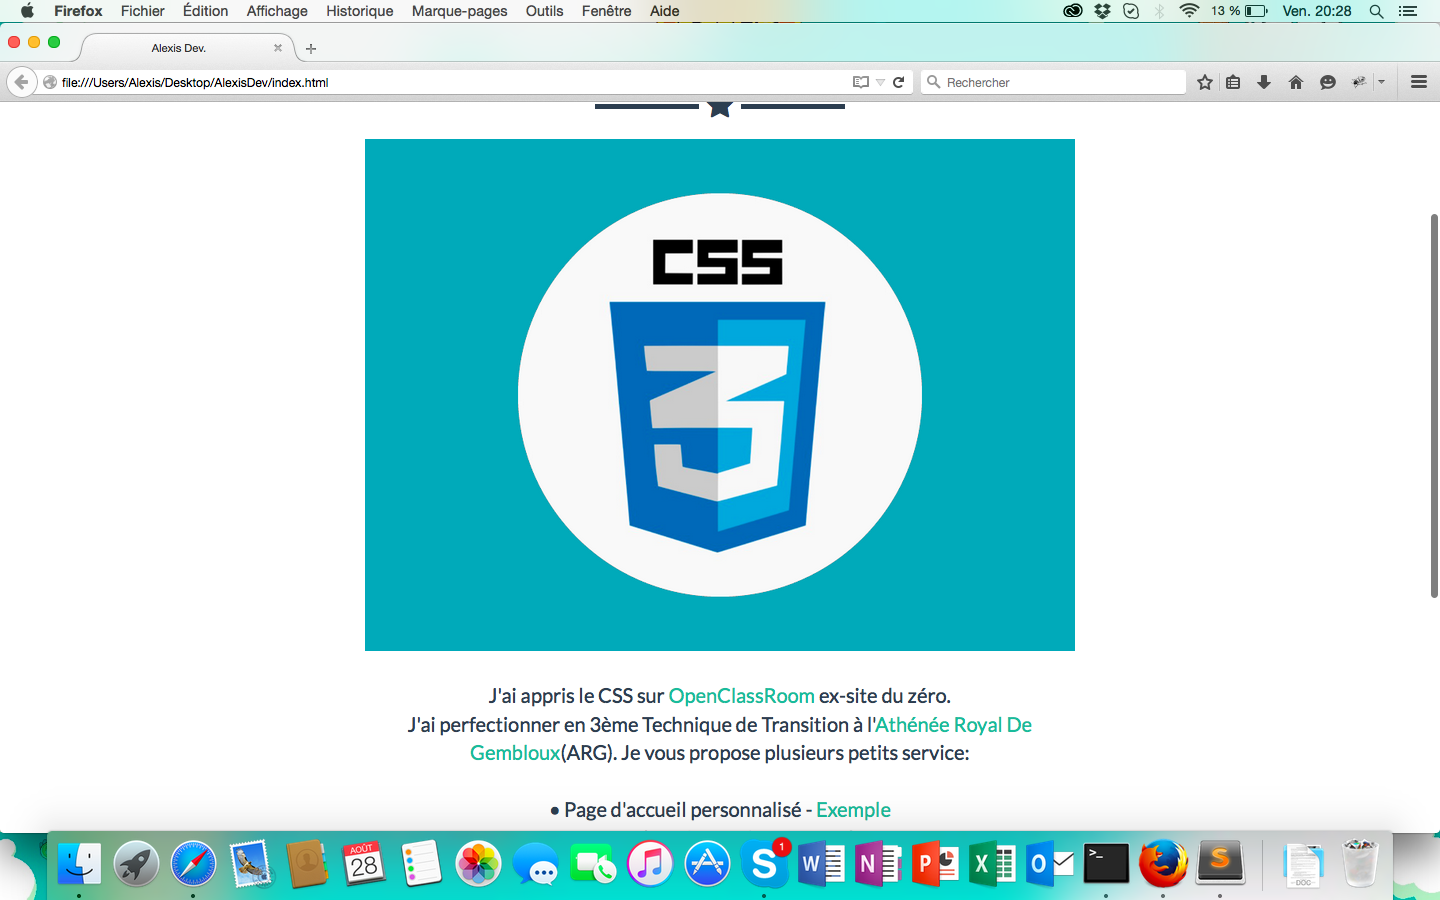 Firefox Fichier Édition Affichage Historique Marque-pages Outils Fenêtre Aide 13 % Ven. 20:28
Alexis Dev.
file:///Users/Alexis/Desktop/AlexisDev/index.html Rechercher
CSS
3
J'ai appris le CSS sur OpenClassRoom ex-site du zéro.
J'ai perfectionner en 3ème Technique de Transition à l'Athénée Royal De
Gembloux(ARG). Je vous propose plusieurs petits service:
• Page d'accueil personnalisé - Exemple
AOÛT
28
1
S
W
N
P
X
O
>_
S
DOC